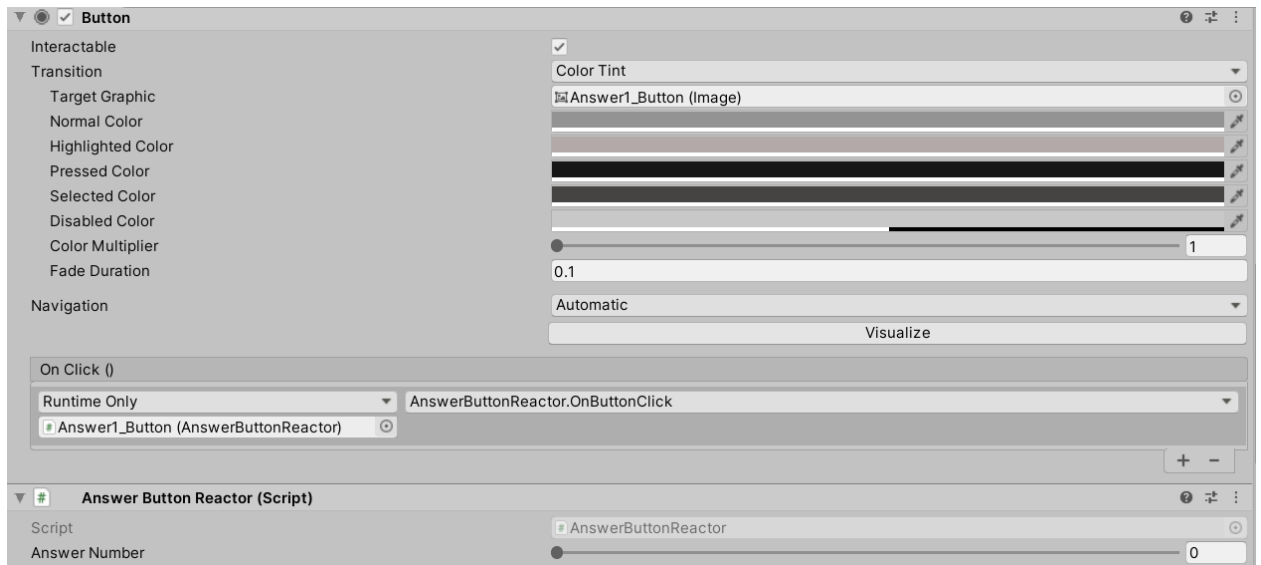 Button
Interactable
Transition Color Tint
Target Graphic Answer1_Button (Image)
Normal Color
Highlighted Color
Pressed Color
Selected Color
Disabled Color
Color Multiplier 1
Fade Duration 0.1
Navigation Automatic
Visualize
On Click ()
Runtime Only AnswerButtonReactor.OnButtonClick
# Answer1_Button (AnswerButtonReactor)
+ −
# Answer Button Reactor (Script)
Script # AnswerButtonReactor
Answer Number 0